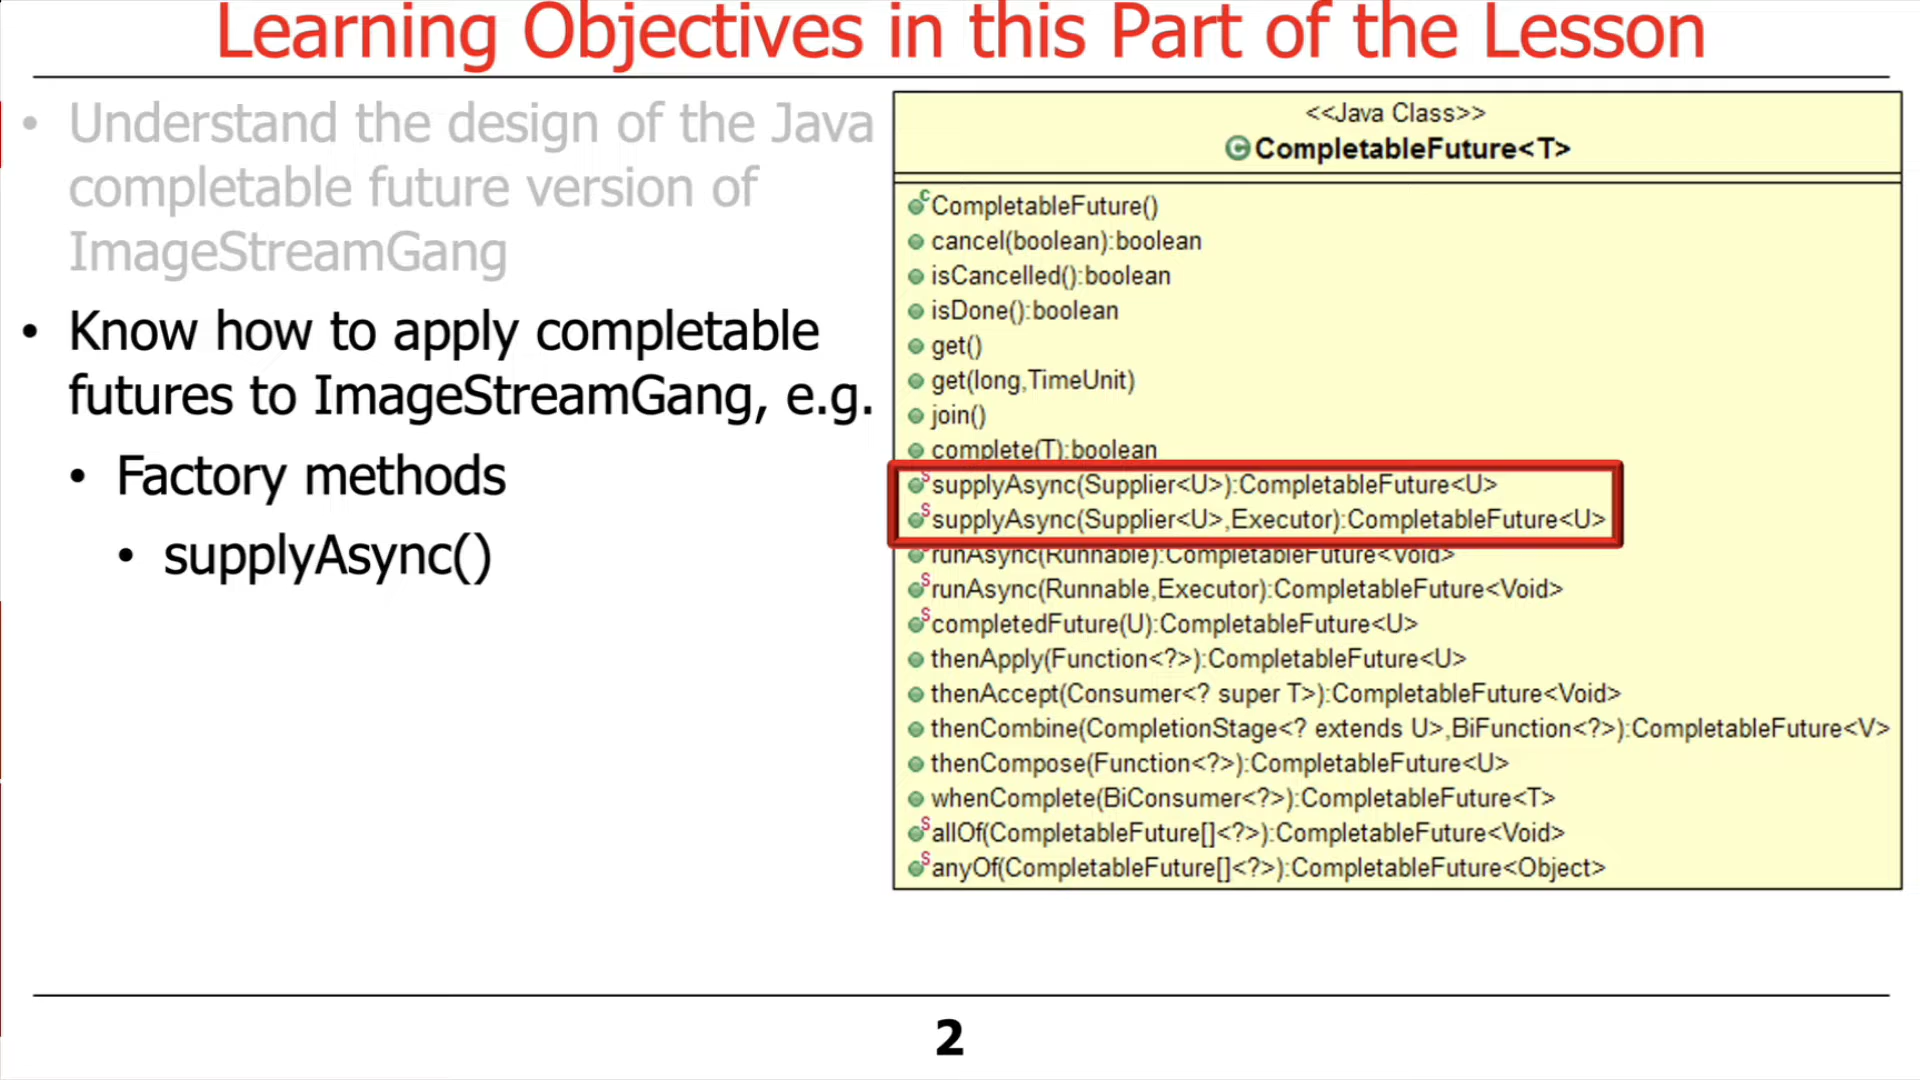 Learning Objectives in this Part of the Lesson
• Understand the design of the Java
completable future version of
ImageStreamGang
• Know how to apply completable
futures to ImageStreamGang, e.g.
• Factory methods
• supplyAsync()
<<Java Class>>
C CompletableFuture<T>
C CompletableFuture()
cancel(boolean):boolean
isCancelled():boolean
isDone():boolean
get()
get(long,TimeUnit)
join()
complete(T):boolean
S supplyAsync(Supplier<U>):CompletableFuture<U>
S supplyAsync(Supplier<U>,Executor):CompletableFuture<U>
runAsync(Runnable):CompletableFuture<Void>
S runAsync(Runnable,Executor):CompletableFuture<Void>
S completedFuture(U):CompletableFuture<U>
thenApply(Function<?>):CompletableFuture<U>
thenAccept(Consumer<? super T>):CompletableFuture<Void>
thenCombine(CompletionStage<? extends U>,BiFunction<?>):CompletableFuture<V>
thenCompose(Function<?>):CompletableFuture<U>
whenComplete(BiConsumer<?>):CompletableFuture<T>
S allOf(CompletableFuture[]<?>):CompletableFuture<Void>
S anyOf(CompletableFuture[]<?>):CompletableFuture<Object>
2